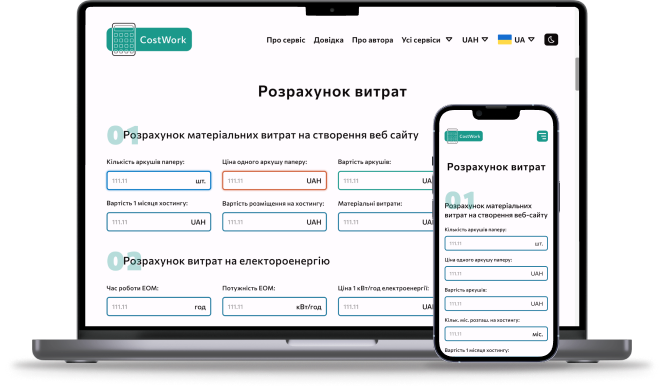 CostWork
Про сервіс Довідка Про автора Усі сервіси UAH UA
Розрахунок витрат
01
Розрахунок матеріальних витрат на створення веб сайту
Кількість аркушів паперу: Ціна одного аркушу паперу: Вартість аркушів:
111.11 шт. 111.11 UAH 111.11
Вартість 1 місяця хостингу: Вартість розміщення на хостингу: Матеріальні витрати:
111.11 UAH 111.11 UAH 111.11
02
Розрахунок витрат на електороенергію
Час роботи ЕОМ: Потужність ЕОМ: Ціна 1 кВт/год електроенергії:
111.11 год 111.11 кВт/год 111.11
CostWork
Розрахунок витрат
01
Розрахунок матеріальних
витрат на створення веб-сайту
Кількість аркушів паперу:
111.11 шт.
Ціна одного аркушу паперу:
111.11 UAH
Вартість аркушів:
111.11 UAH
Кільк. міс. розташ. на хостингу:
111.11 міс.
Вартість 1 місяця хостингу: